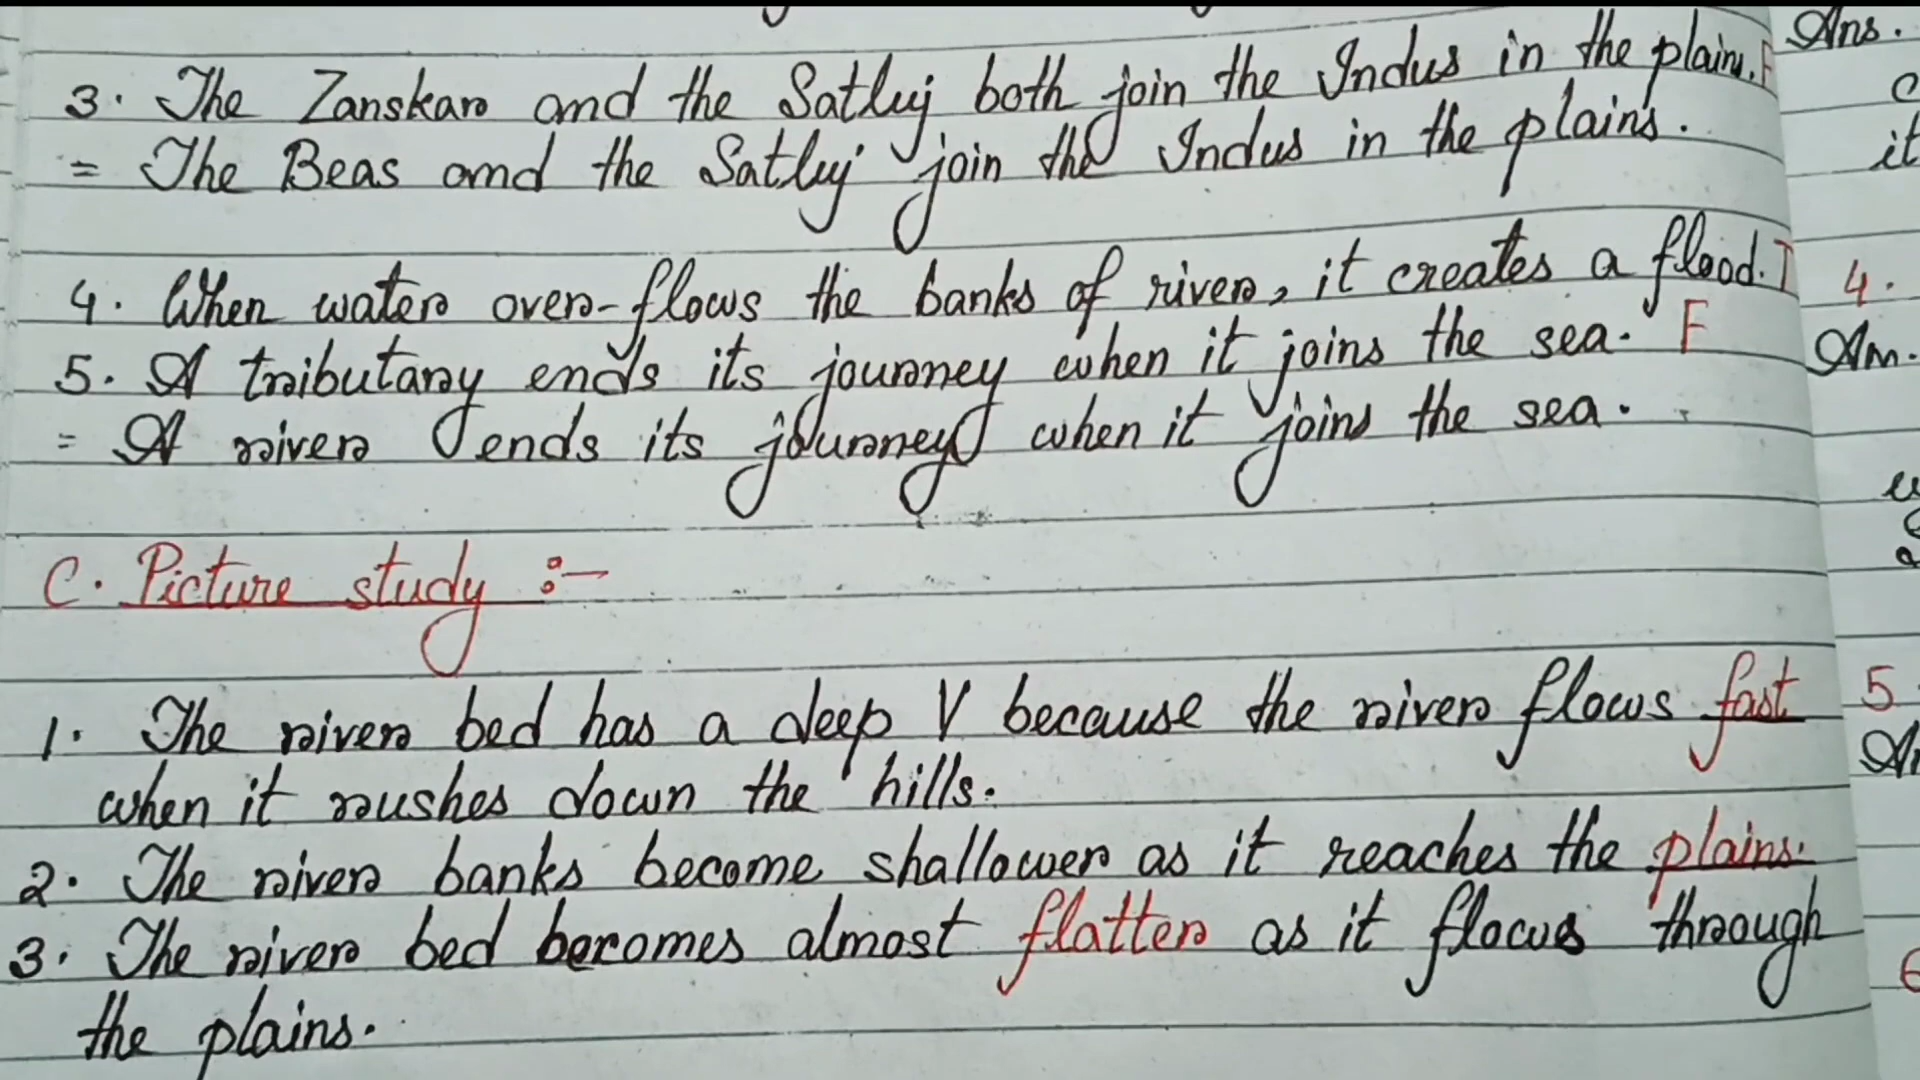 3. The Zanskar and the Satluj both join the Indus in the plains. F
= The Beas and the Satluj join the Indus in the plains.
4. When water over-flows the banks of river, it creates a flood. T
5. A tributary ends its journey when it joins the sea. F
= A river ends its journey when it joins the sea.
C. Picture study :-
1. The river bed has a deep V because the river flows fast
when it rushes down the hills.
2. The river banks become shallower as it reaches the plains.
3. The river bed becomes almost flatter as it flows through
the plains.
Ans.
it
4.
Ans.
5